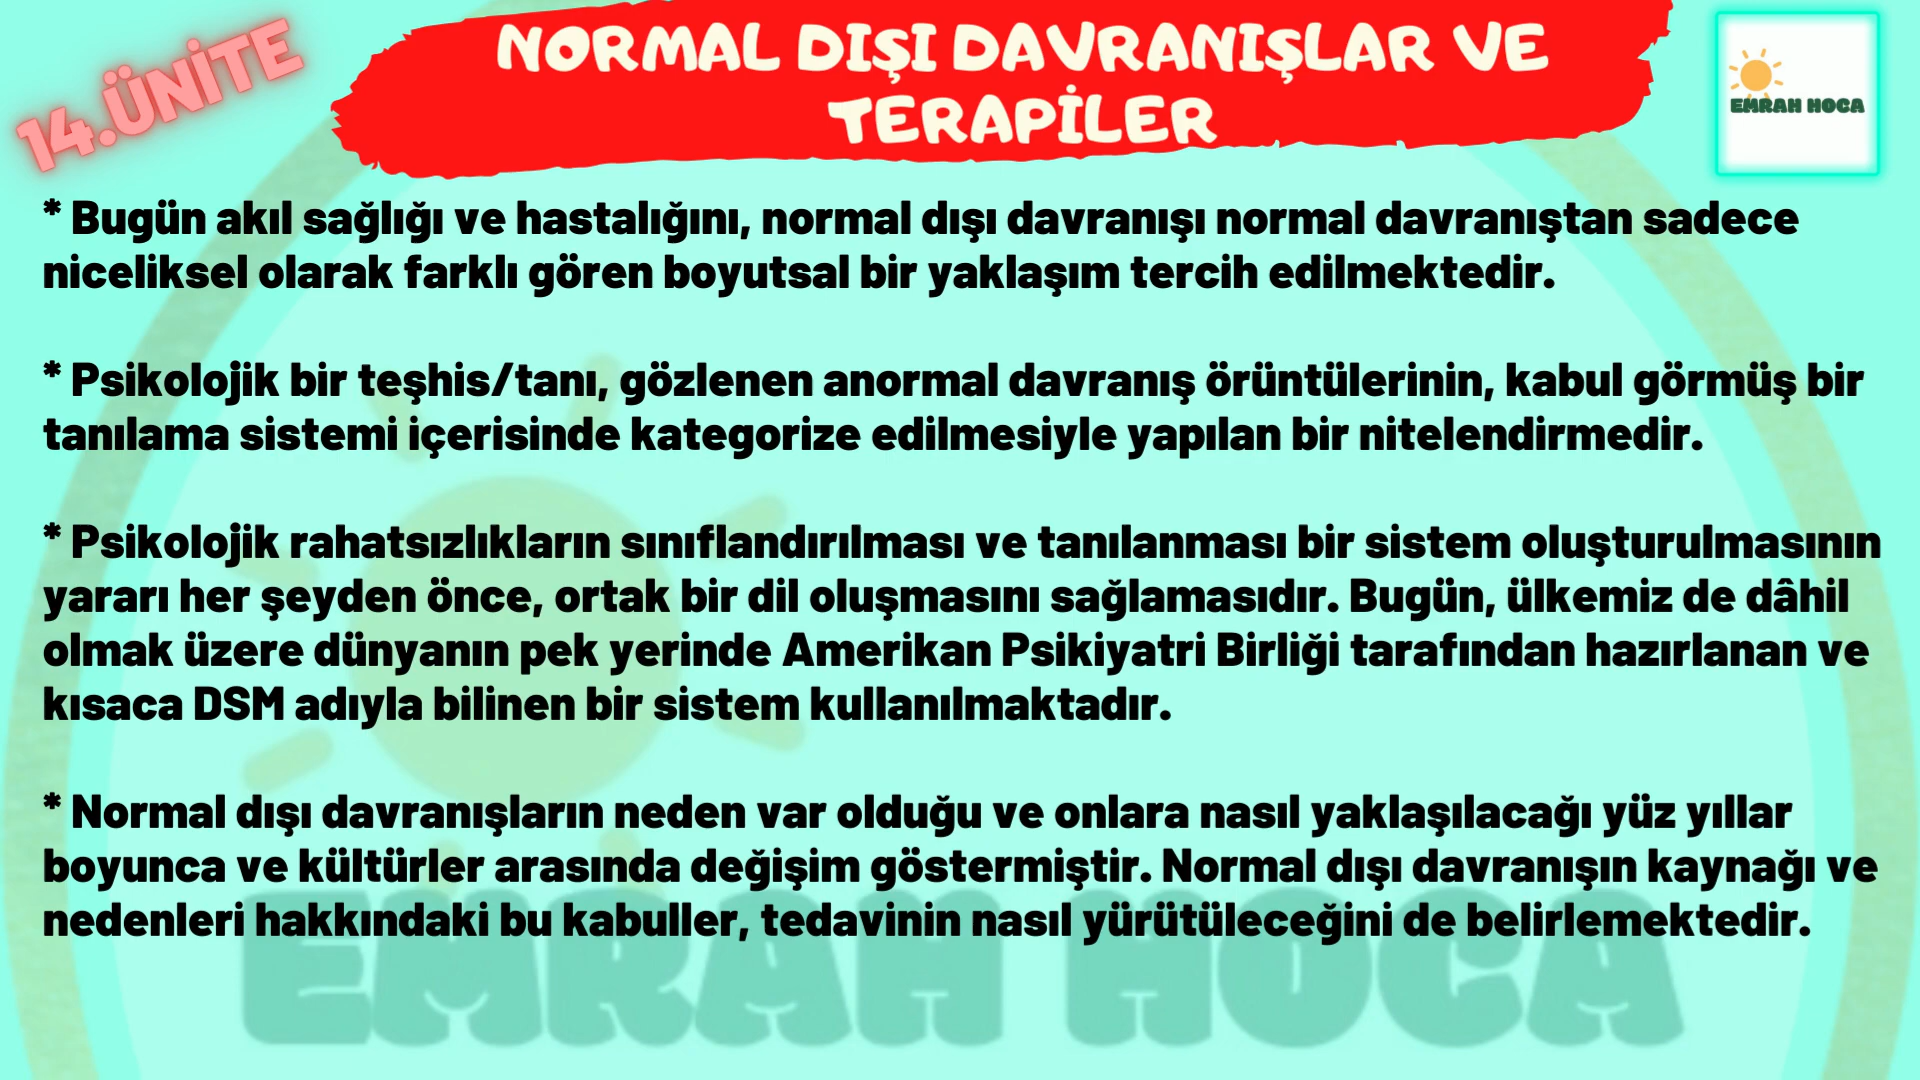 14.ÜNİTE
NORMAL DIŞI DAVRANIŞLAR VE
TERAPİLER
EMRAH HOCA
* Bugün akıl sağlığı ve hastalığını, normal dışı davranışı normal davranıştan sadece
niceliksel olarak farklı gören boyutsal bir yaklaşım tercih edilmektedir.
* Psikolojik bir teşhis/tanı, gözlenen anormal davranış örüntülerinin, kabul görmüş bir
tanılama sistemi içerisinde kategorize edilmesiyle yapılan bir nitelendirmedir.
* Psikolojik rahatsızlıkların sınıflandırılması ve tanılanması bir sistem oluşturulmasının
yararı her şeyden önce, ortak bir dil oluşmasını sağlamasıdır. Bugün, ülkemiz de dâhil
olmak üzere dünyanın pek yerinde Amerikan Psikiyatri Birliği tarafından hazırlanan ve
kısaca DSM adıyla bilinen bir sistem kullanılmaktadır.
* Normal dışı davranışların neden var olduğu ve onlara nasıl yaklaşılacağı yüz yıllar
boyunca ve kültürler arasında değişim göstermiştir. Normal dışı davranışın kaynağı ve
nedenleri hakkındaki bu kabuller, tedavinin nasıl yürütüleceğini de belirlemektedir.
EMRAH HOCA